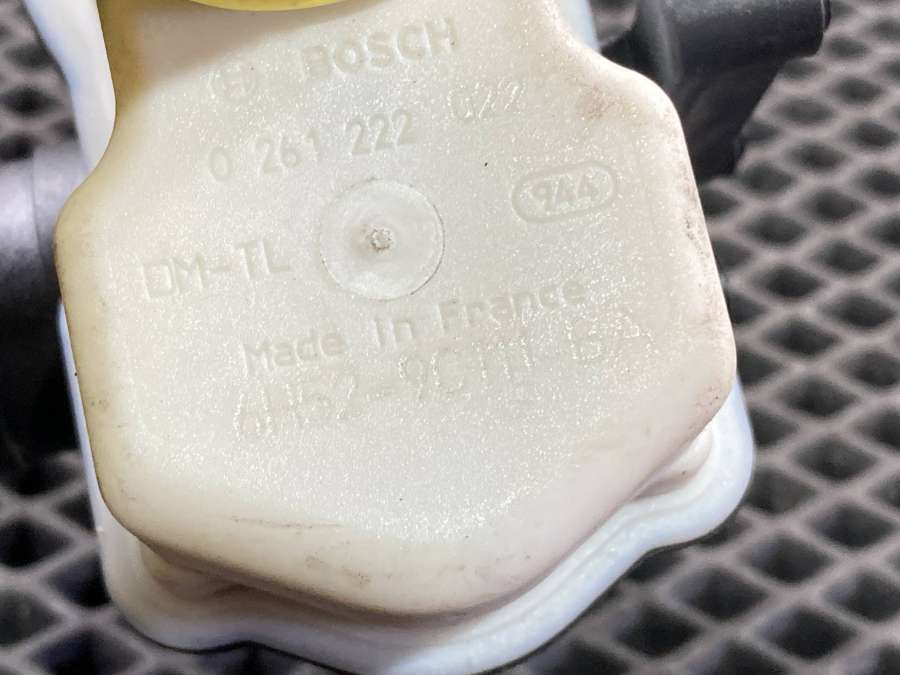 BOSCH
0 261 222 022
944
DM-TL
Made in France